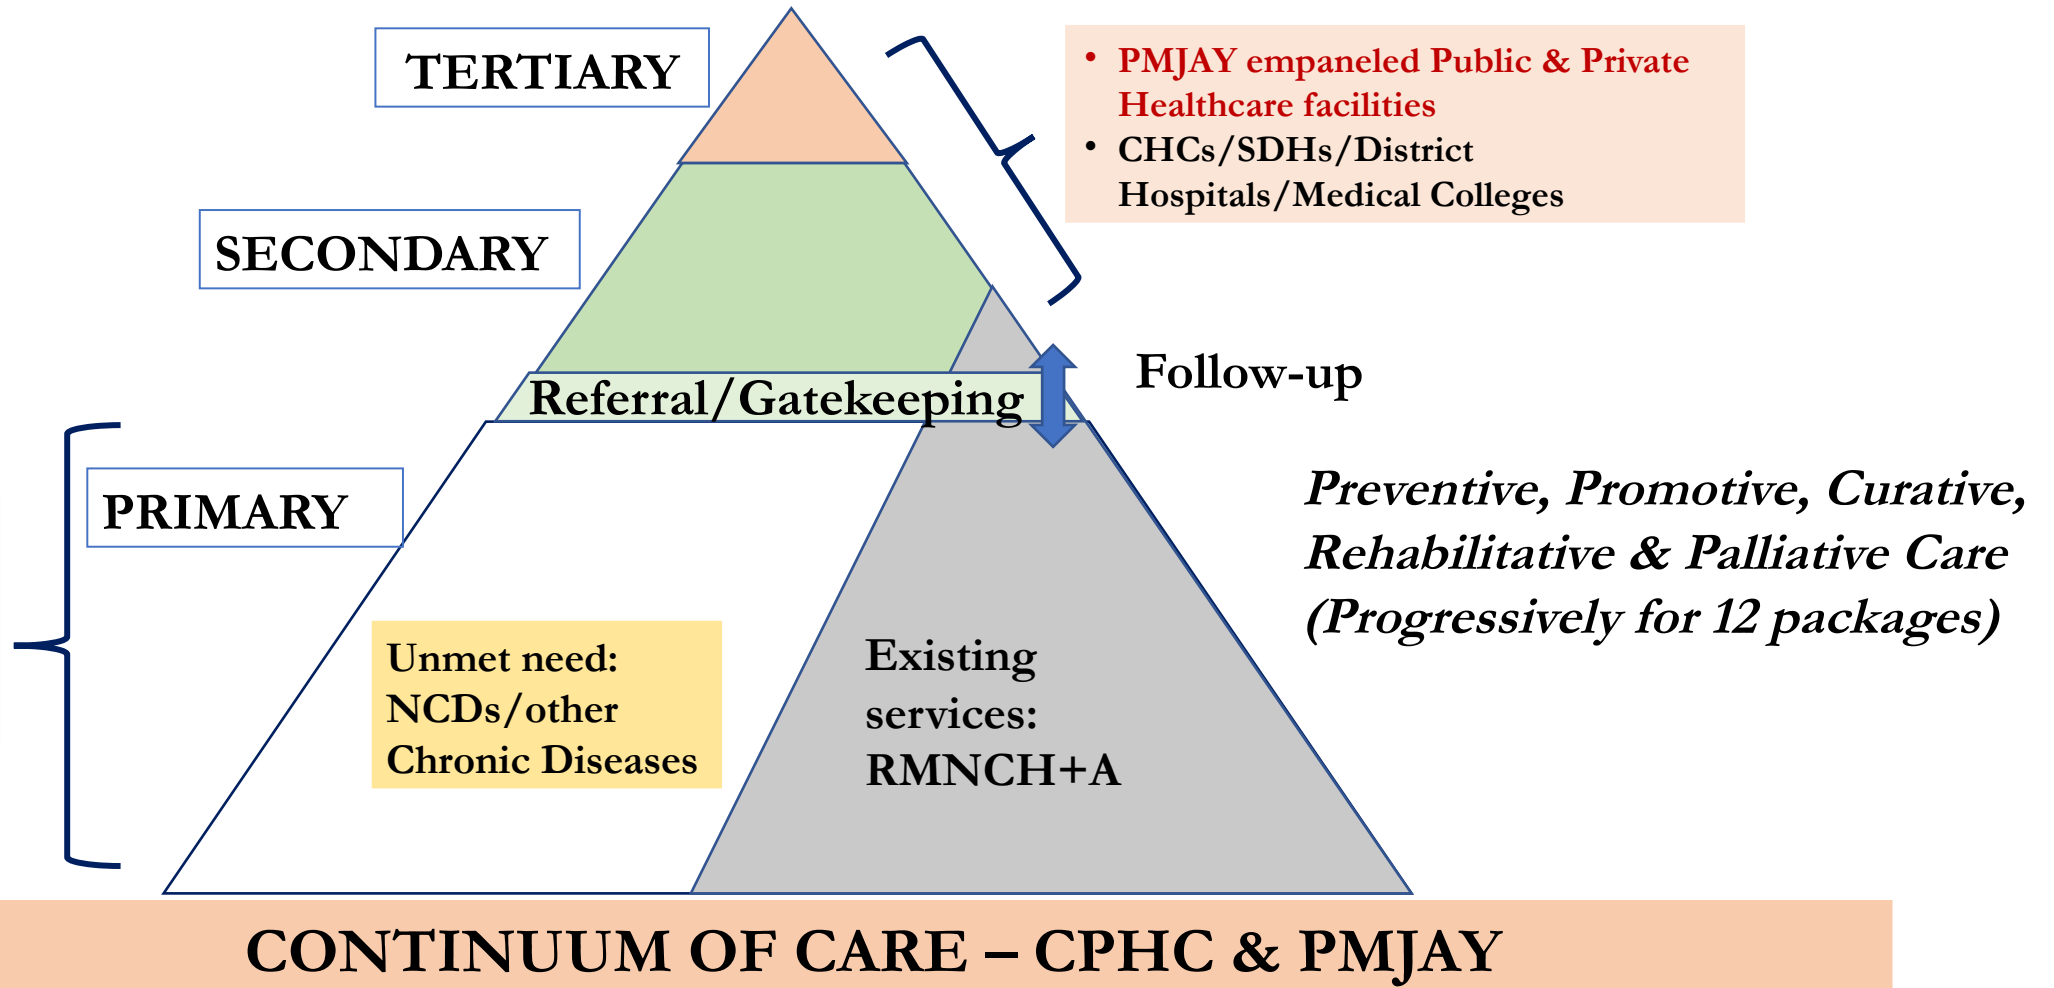 TERTIARY
• PMJAY empaneled Public & Private
Healthcare facilities
• CHCs/SDHs/District
Hospitals/Medical Colleges
SECONDARY
Referral/Gatekeeping
Follow-up
PRIMARY
Preventive, Promotive, Curative,
Rehabilitative & Palliative Care
(Progressively for 12 packages)
Unmet need:
NCDs/other
Chronic Diseases
Existing
services:
RMNCH+A
CONTINUUM OF CARE – CPHC & PMJAY